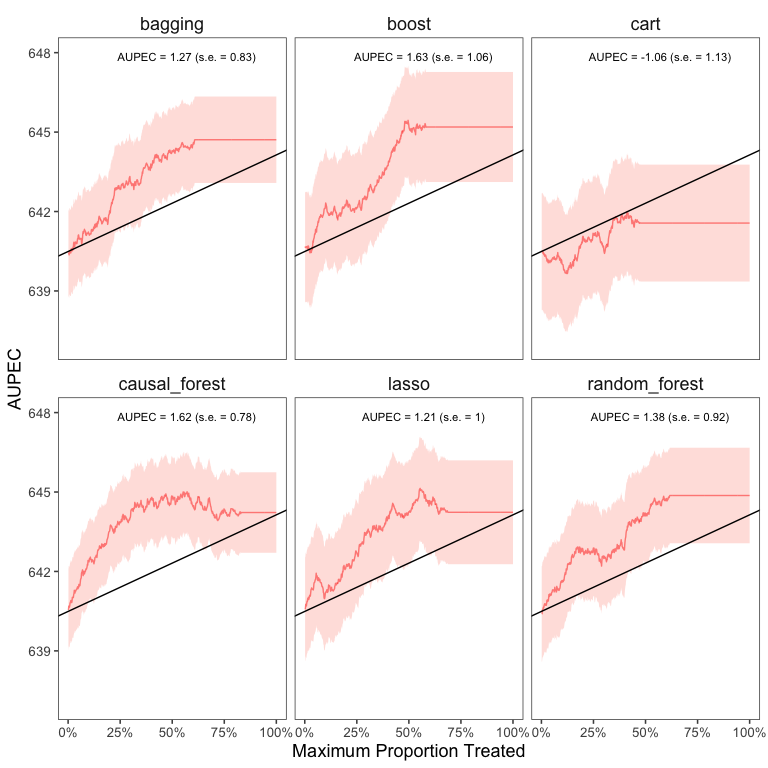 bagging boost cart
AUPEC = 1.27 (s.e. = 0.83) AUPEC = 1.63 (s.e. = 1.06) AUPEC = -1.06 (s.e. = 1.13)
648
645
642
639
AUPEC
causal_forest lasso random_forest
AUPEC = 1.62 (s.e. = 0.78) AUPEC = 1.21 (s.e. = 1) AUPEC = 1.38 (s.e. = 0.92)
648
645
642
639
0% 25% 50% 75% 100% 0% 25% 50% 75% 100% 0% 25% 50% 75% 100%
Maximum Proportion Treated